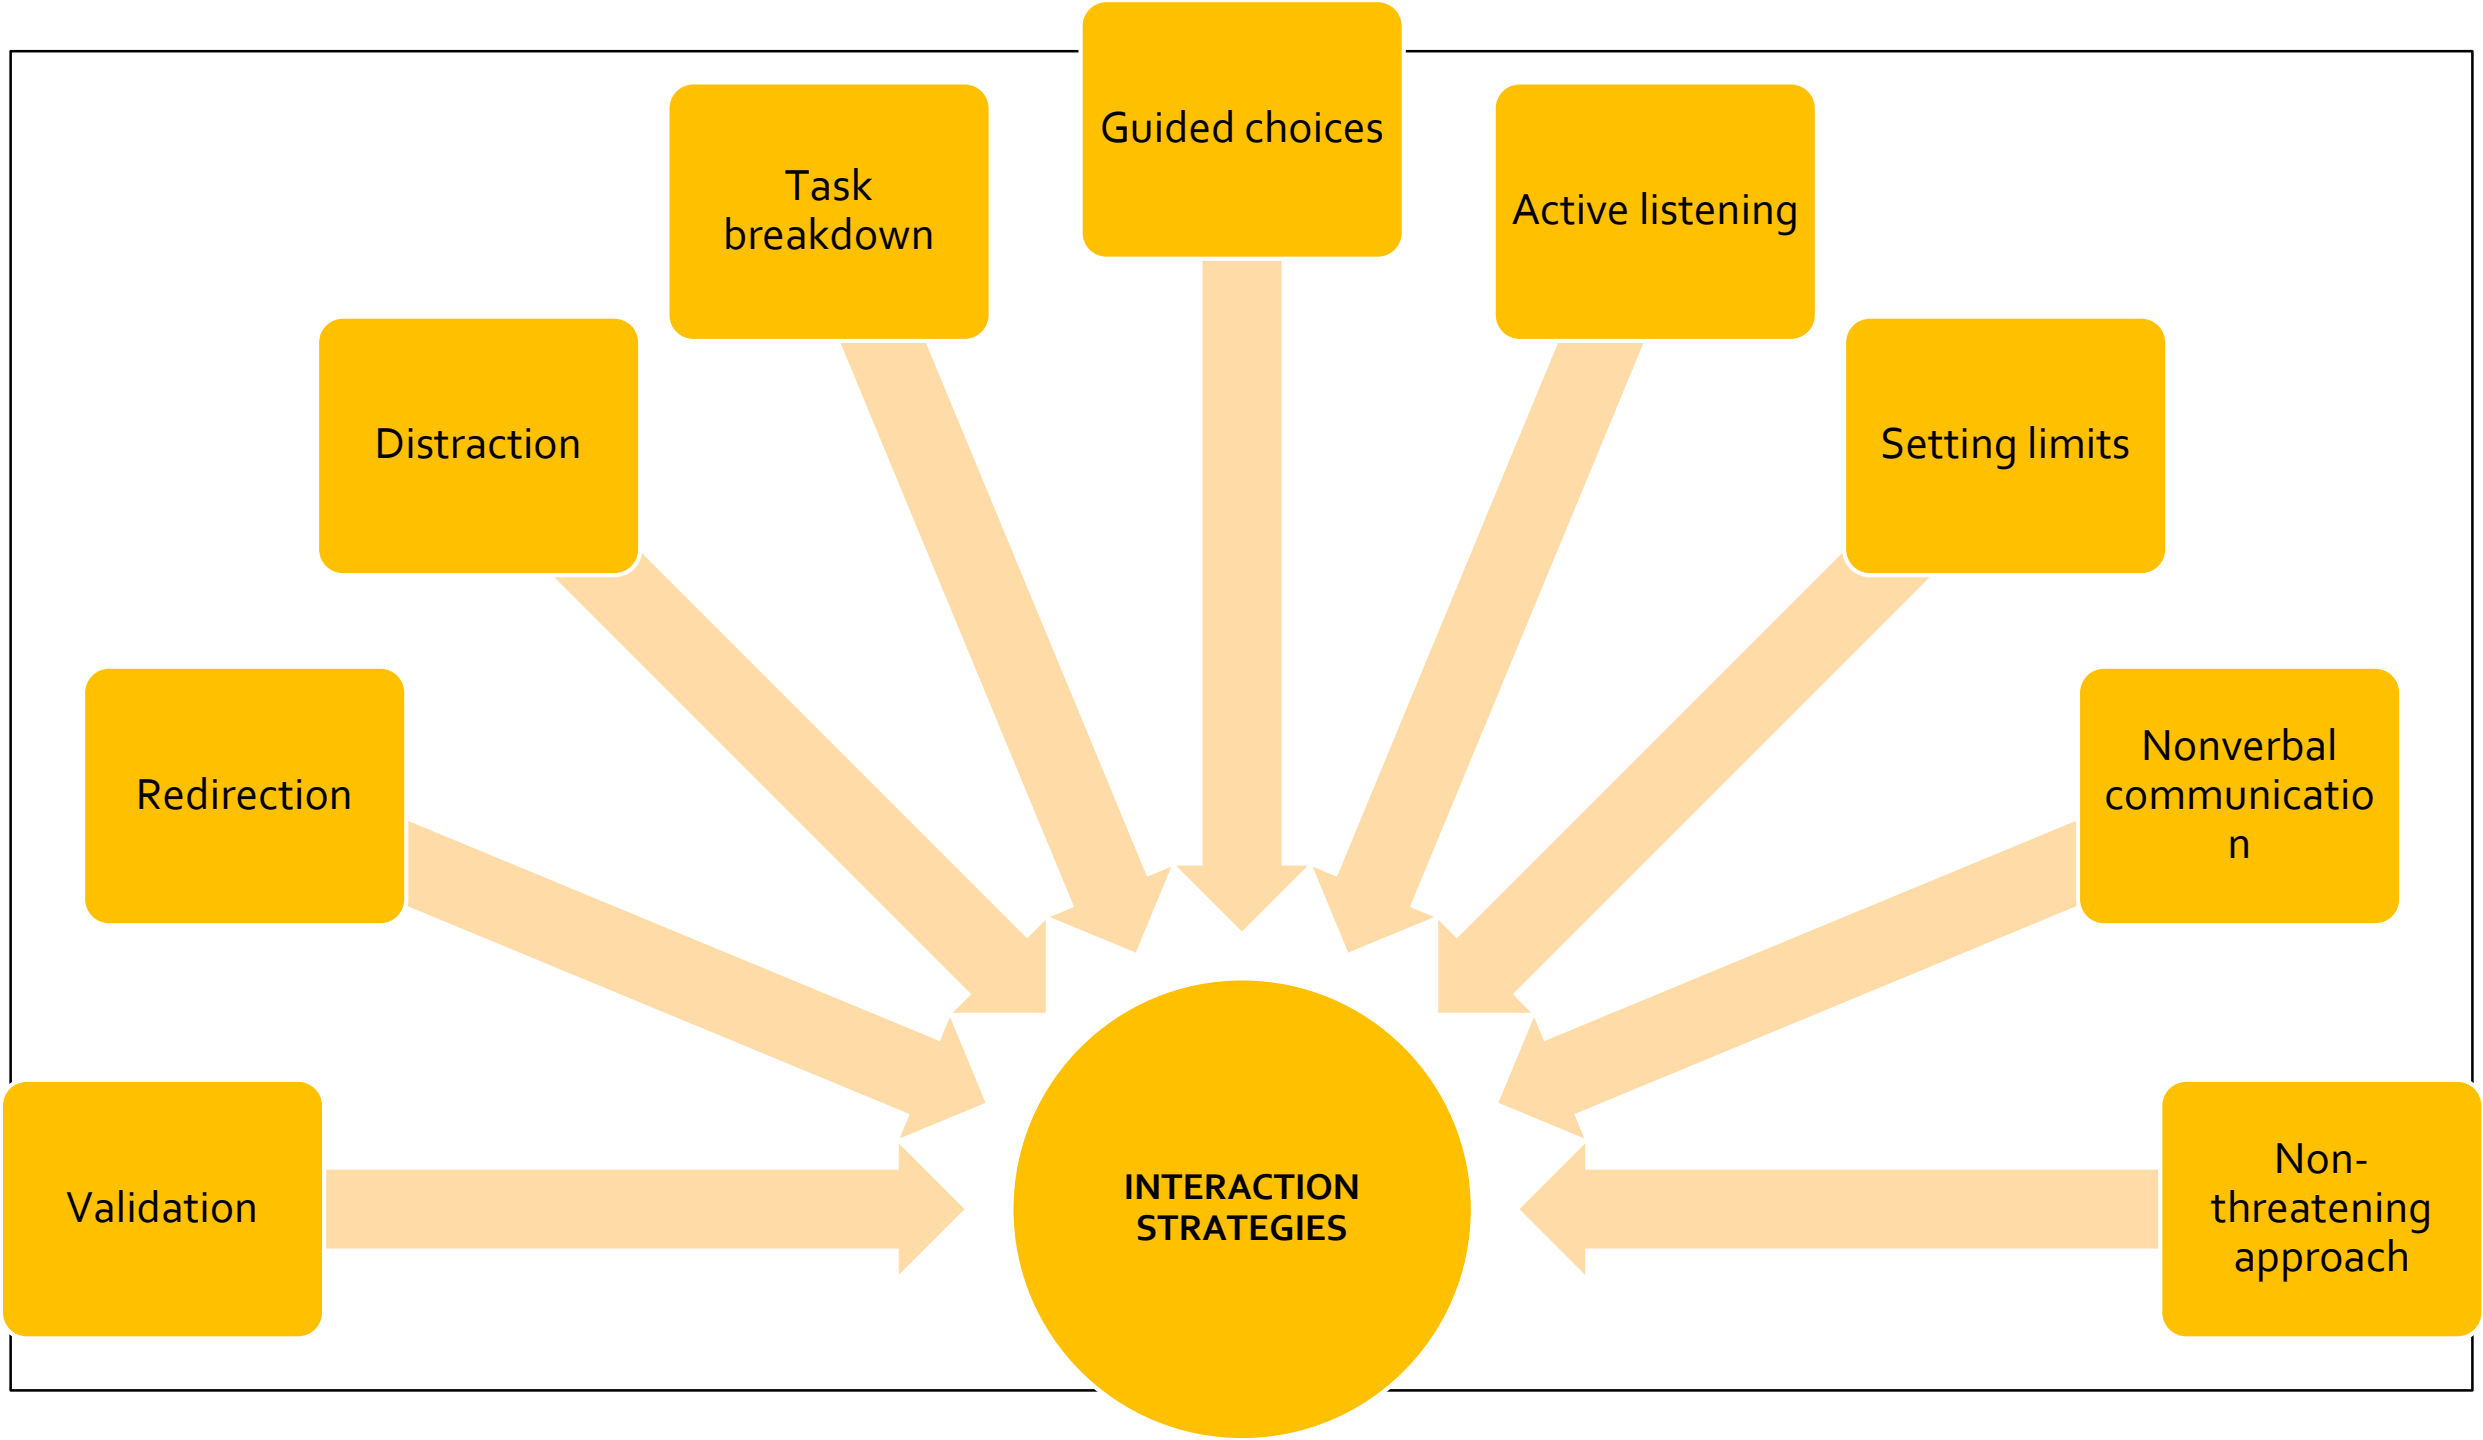 Guided choices
Task
breakdown
Active listening
Distraction
Setting limits
Redirection
Nonverbal
communicatio
n
Validation
Non-
threatening
approach
INTERACTION
STRATEGIES